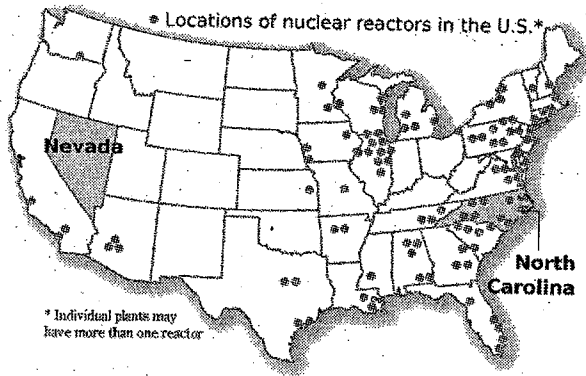 • Locations of nuclear reactors in the U.S.*
Nevada
North
Carolina
* Individual plants may
have more than one reactor